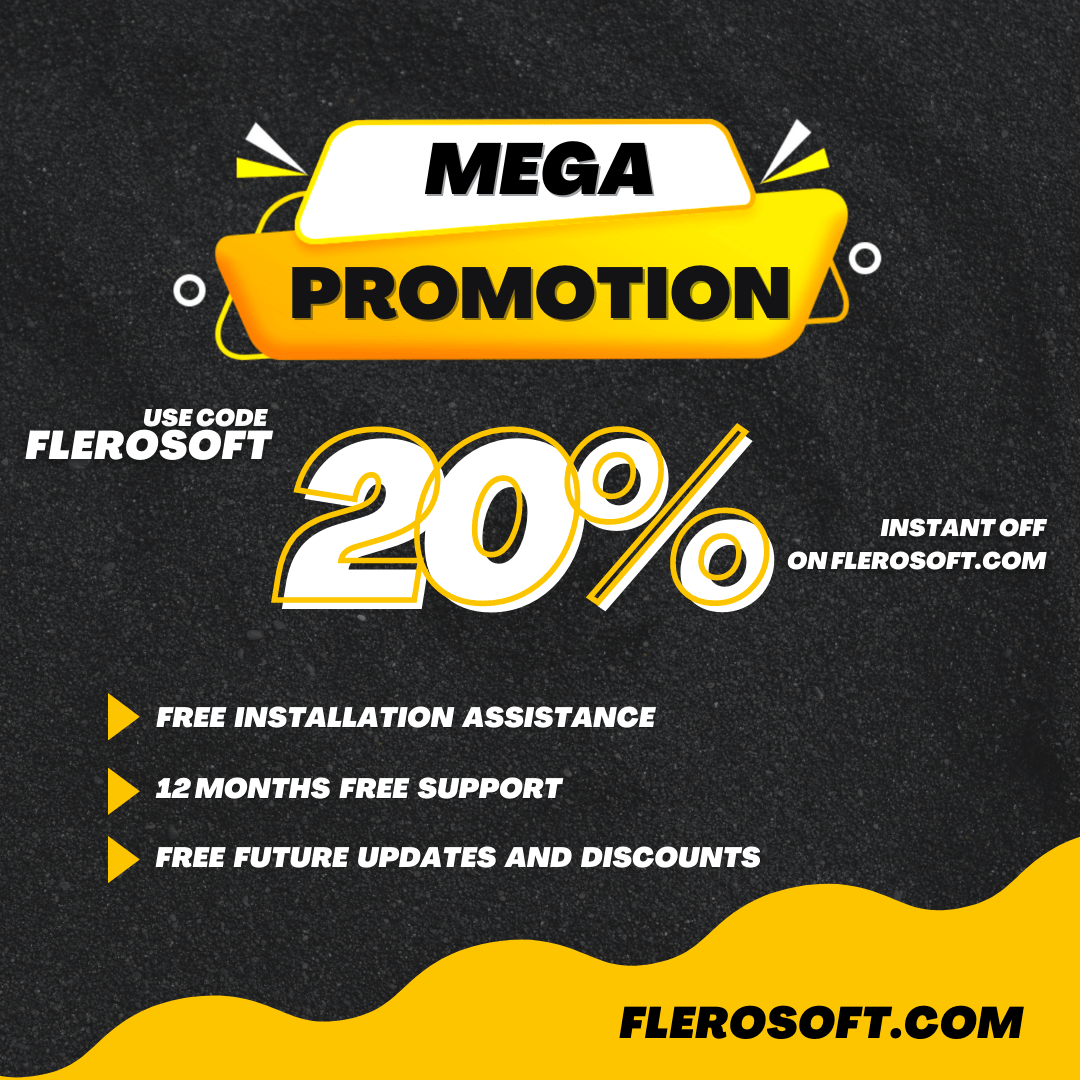 MEGA
PROMOTION
USE CODE
FLEROSOFT
20%
INSTANT OFF
ON FLEROSOFT.COM
FREE INSTALLATION ASSISTANCE
12 MONTHS FREE SUPPORT
FREE FUTURE UPDATES AND DISCOUNTS
FLEROSOFT.COM